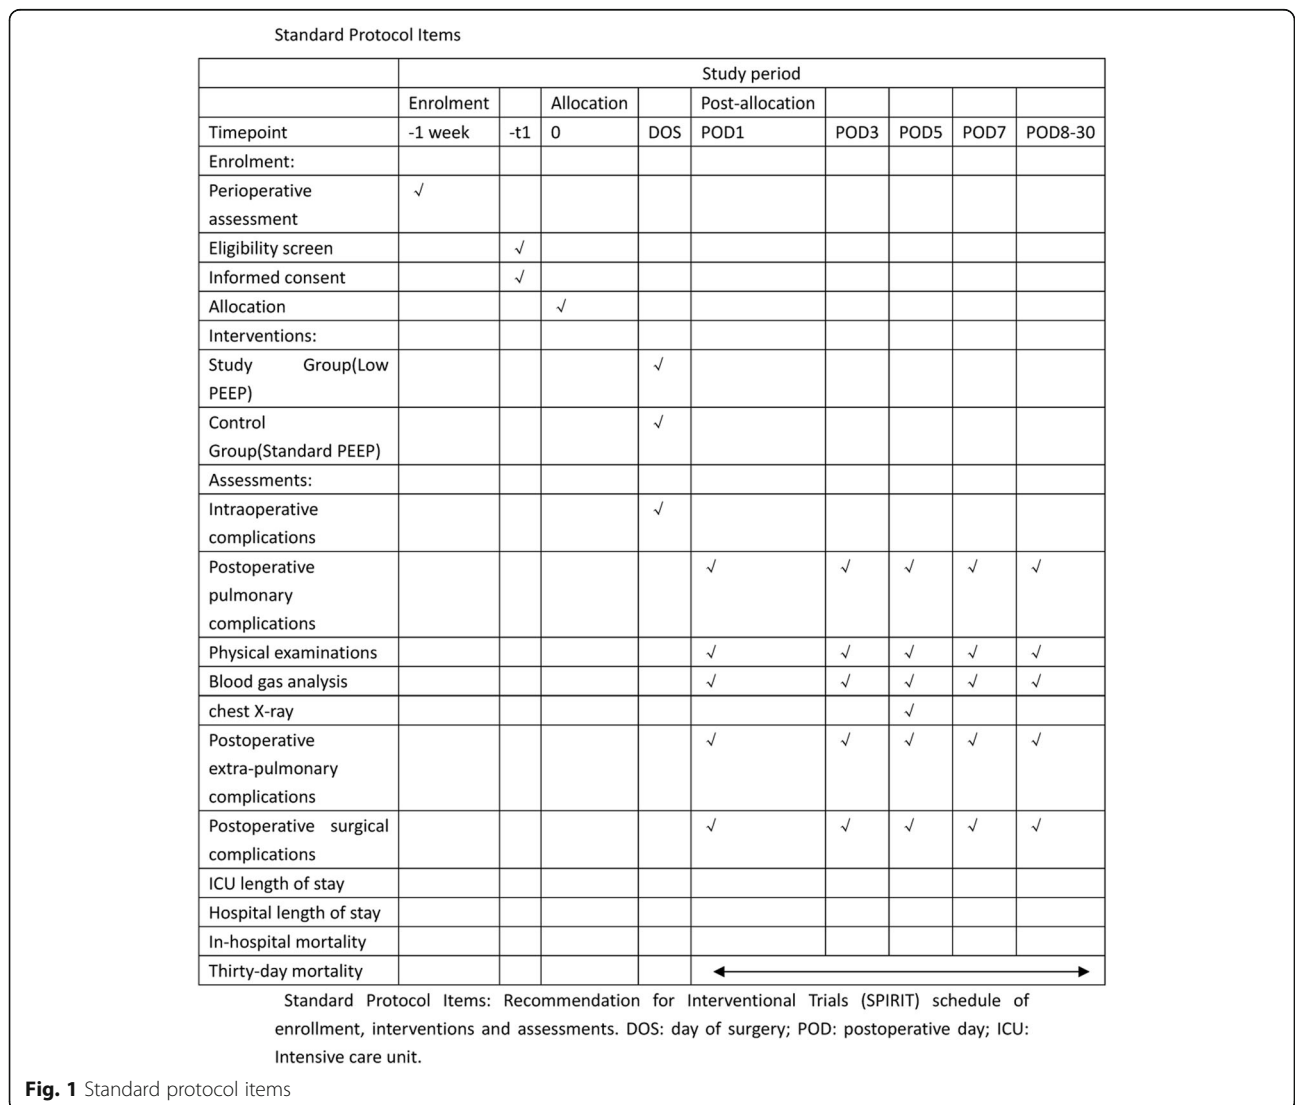 Standard Protocol Items
Study period
Enrolment Allocation Post-allocation
Timepoint -1 week -t1 0 DOS POD1 POD3 POD5 POD7 POD8-30
Enrolment:
Perioperative √
assessment
Eligibility screen √
Informed consent √
Allocation √
Interventions:
Study Group(Low √
PEEP)
Control √
Group(Standard PEEP)
Assessments:
Intraoperative √
complications
Postoperative √ √ √ √ √
pulmonary
complications
Physical examinations √ √ √ √ √
Blood gas analysis √ √ √ √ √
chest X-ray √
Postoperative √ √ √ √ √
extra-pulmonary
complications
Postoperative surgical √ √ √ √ √
complications
ICU length of stay
Hospital length of stay
In-hospital mortality
Thirty-day mortality
Standard Protocol Items: Recommendation for Interventional Trials (SPIRIT) schedule of
enrollment, interventions and assessments. DOS: day of surgery; POD: postoperative day; ICU:
Intensive care unit.
Fig. 1 Standard protocol items